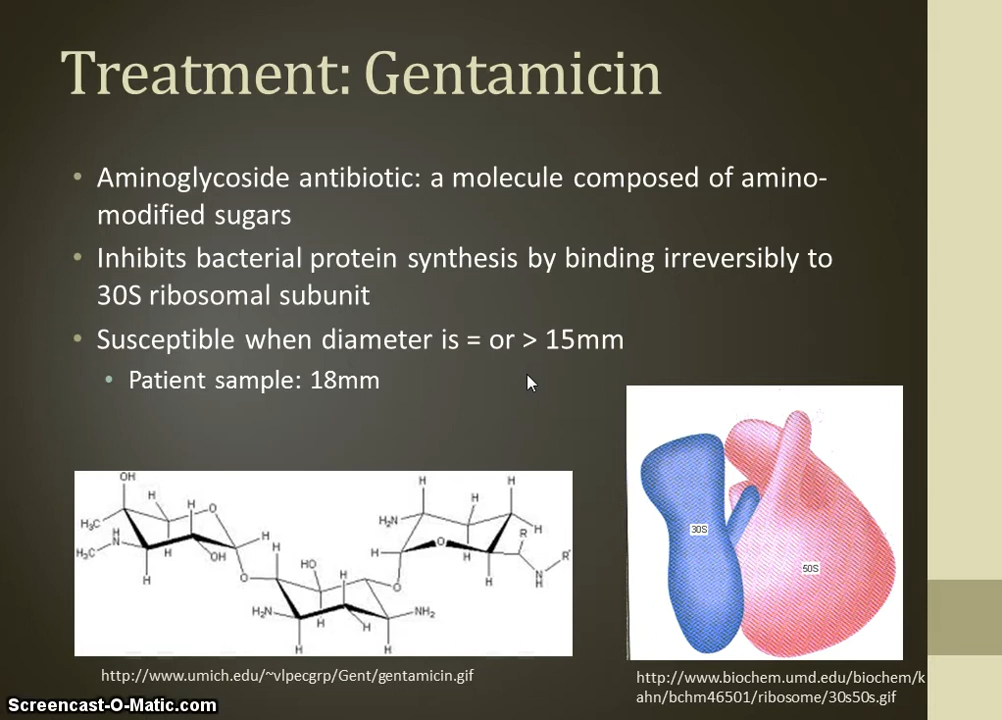 Treatment: Gentamicin
• Aminoglycoside antibiotic: a molecule composed of amino-
modified sugars
• Inhibits bacterial protein synthesis by binding irreversibly to
30S ribosomal subunit
• Susceptible when diameter is = or > 15mm
• Patient sample: 18mm
OH
H
H
O
H₃C
H
N
H₃C
H
OH
H
H
H
O
HO
H
H₂N
H
H
H
H
NH₂
O
H
H
H
H₂N
H
R
H
O
H
H
N
H
R'
30S
50S
http://www.umich.edu/~vlpecgrp/Gent/gentamicin.gif
http://www.biochem.umd.edu/biochem/k
ahn/bchm46501/ribosome/30s50s.gif
Screencast-O-Matic.com